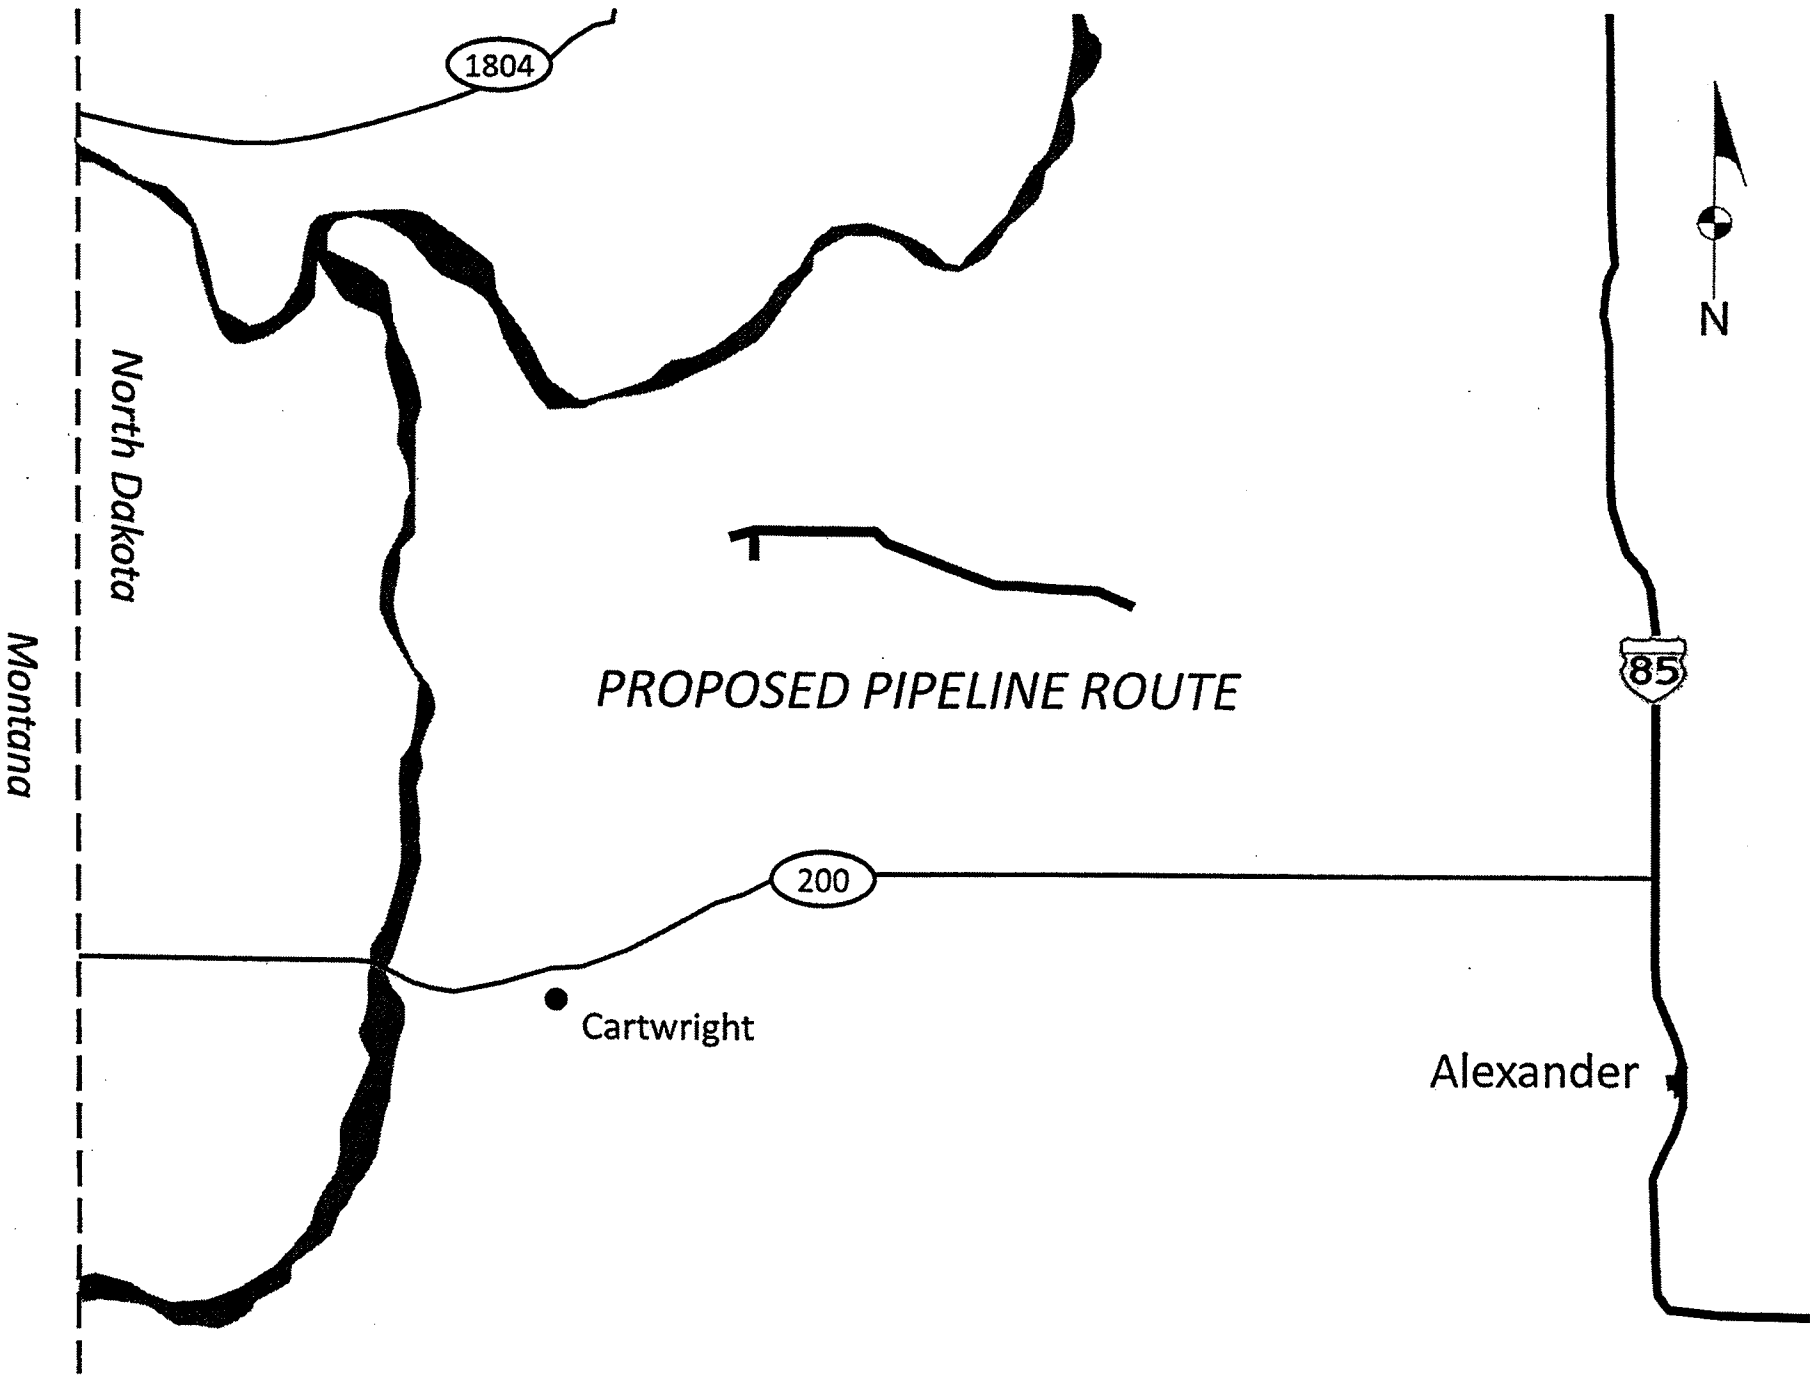 1804
N
North Dakota
Montana
85
PROPOSED PIPELINE ROUTE
200
Cartwright
Alexander